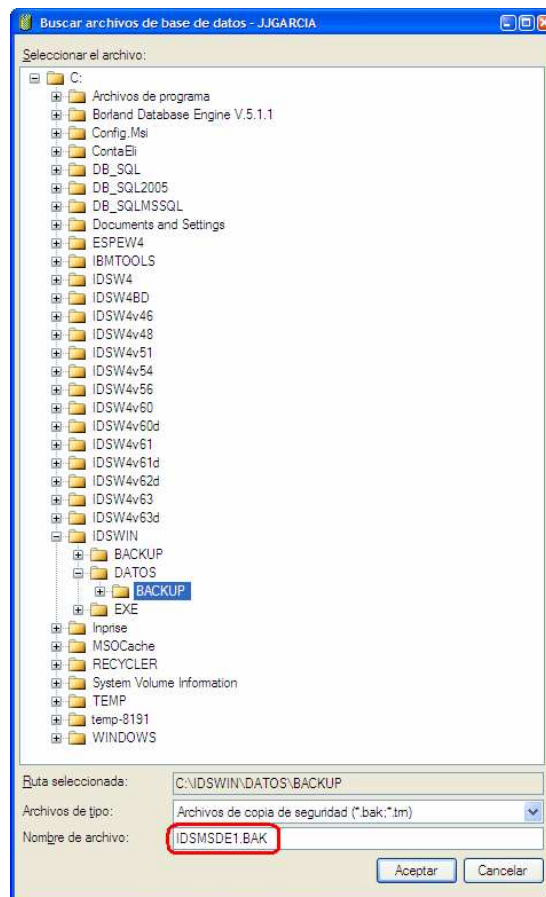 Buscar archivos de base de datos - JJGARCIA
Seleccionar el archivo:
C:
Archivos de programa
Borland Database Engine V.5.1.1
Config.Msi
ContaEli
DB_SQL
DB_SQL2005
DB_SQLMSSQL
Documents and Settings
ESPEW4
IBMTOOLS
IDSW4
IDSW4BD
IDSW4v46
IDSW4v48
IDSW4v51
IDSW4v54
IDSW4v56
IDSW4v60
IDSW4v60d
IDSW4v61
IDSW4v61d
IDSW4v62d
IDSW4v63
IDSW4v63d
IDSWIN
BACKUP
DATOS
BACKUP
EXE
Inprise
MSOCache
RECYCLER
System Volume Information
TEMP
temp-8191
WINDOWS
Ruta seleccionada: C:\IDSWIN\DATOS\BACKUP
Archivos de tipo: Archivos de copia de seguridad (*.bak;*.trn)
Nombre de archivo: IDSMSDE1.BAK
Aceptar Cancelar